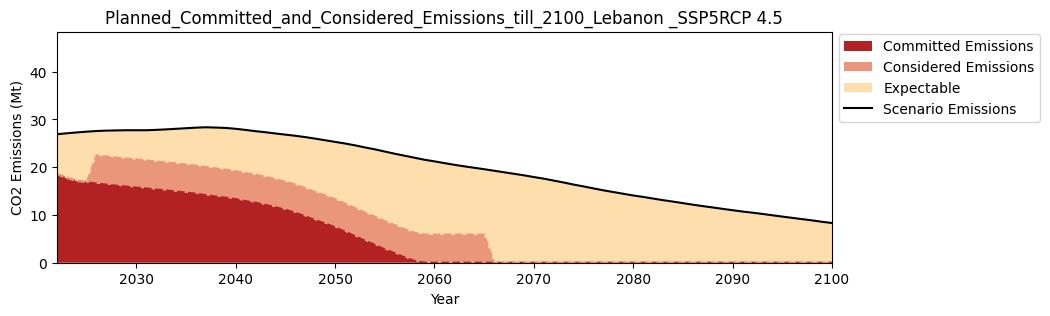 Planned_Committed_and_Considered_Emissions_till_2100_Lebanon _SSP5RCP 4.5
CO2 Emissions (Mt)
40
30
20
10
0
2030
2040
2050
2060
2070
2080
2090
2100
Year
Committed Emissions
Considered Emissions
Expectable
Scenario Emissions